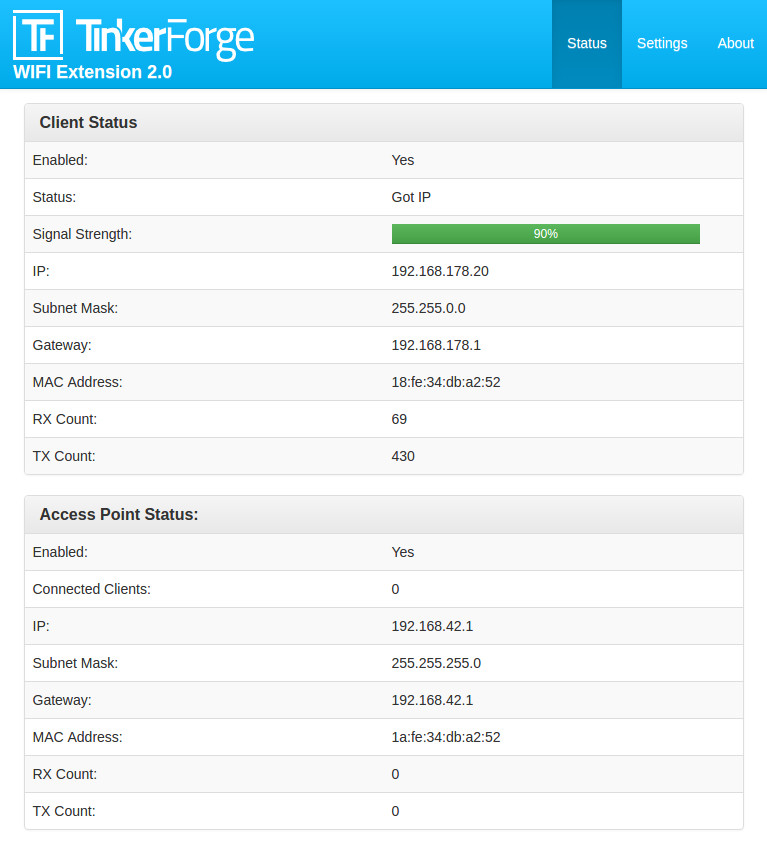 TF TinkerForge
WIFI Extension 2.0
Status Settings About
Client Status
Enabled: Yes
Status: Got IP
Signal Strength: 90%
IP: 192.168.178.20
Subnet Mask: 255.255.0.0
Gateway: 192.168.178.1
MAC Address: 18:fe:34:db:a2:52
RX Count: 69
TX Count: 430
Access Point Status:
Enabled: Yes
Connected Clients: 0
IP: 192.168.42.1
Subnet Mask: 255.255.255.0
Gateway: 192.168.42.1
MAC Address: 1a:fe:34:db:a2:52
RX Count: 0
TX Count: 0